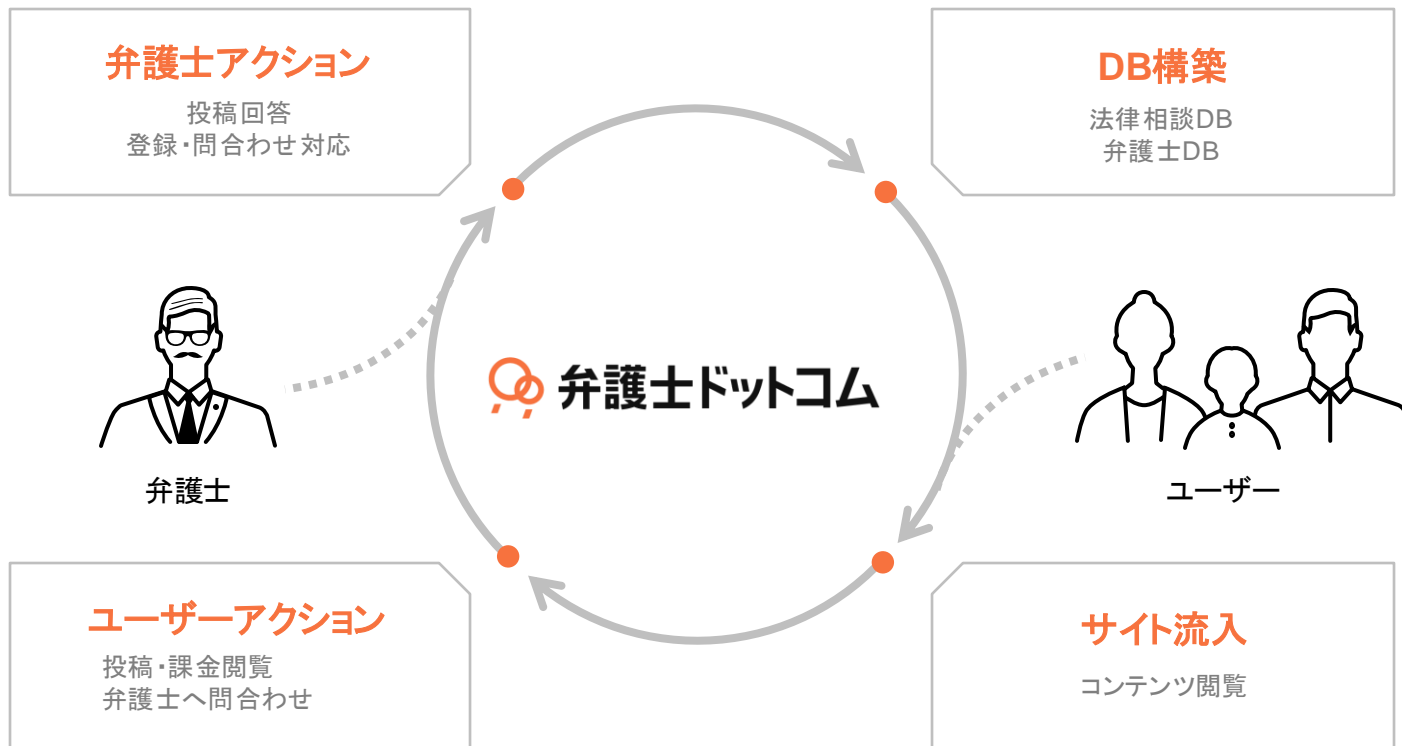 弁護士アクション
投稿回答
登録・問合わせ対応
DB構築
法律相談DB
弁護士DB
弁護士ドットコム
弁護士
ユーザー
ユーザーアクション
投稿・課金閲覧
弁護士へ問合わせ
サイト流入
コンテンツ閲覧